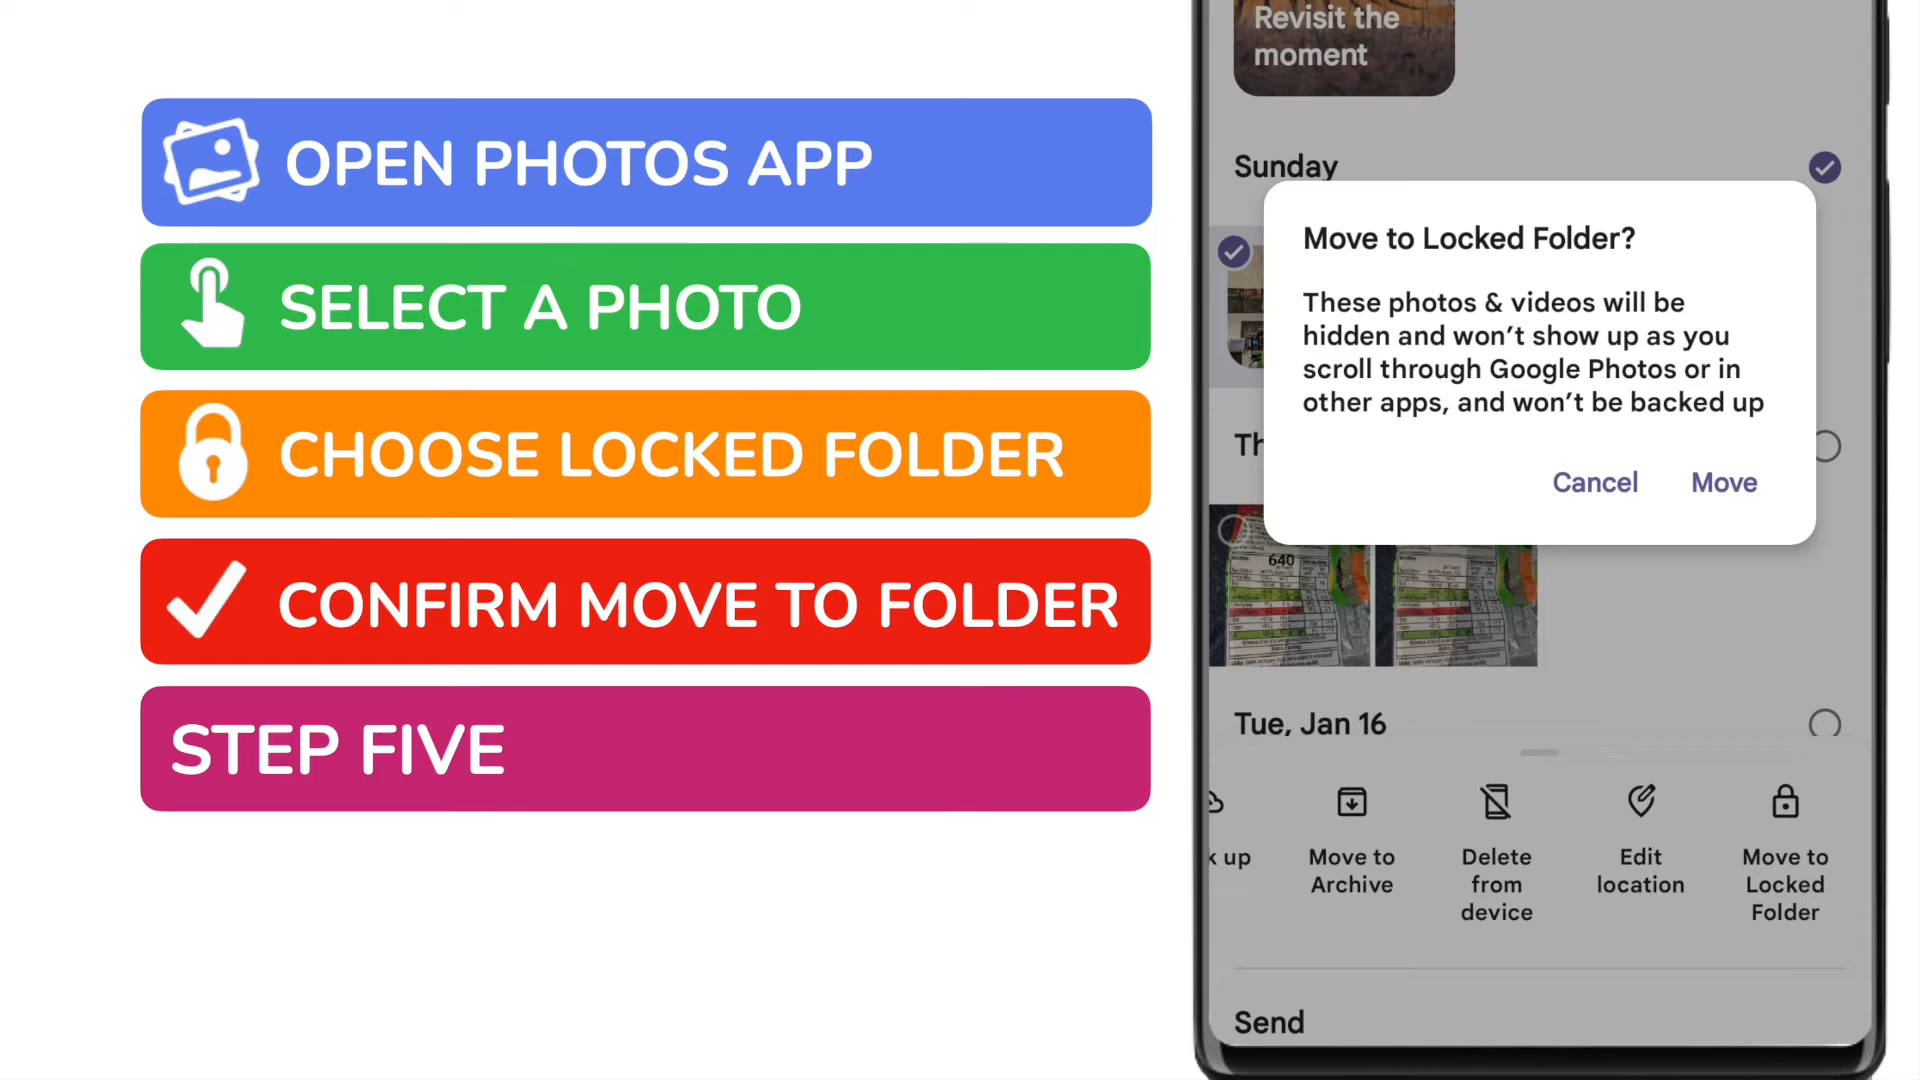 OPEN PHOTOS APP
SELECT A PHOTO
CHOOSE LOCKED FOLDER
CONFIRM MOVE TO FOLDER
STEP FIVE
Revisit the
moment
Sunday
Move to Locked Folder?
These photos & videos will be
hidden and won’t show up as you
scroll through Google Photos or in
other apps, and won’t be backed up
Cancel Move
Th
640
Tue, Jan 16
k up
Move to
Archive
Delete
from
device
Edit
location
Move to
Locked
Folder
Send